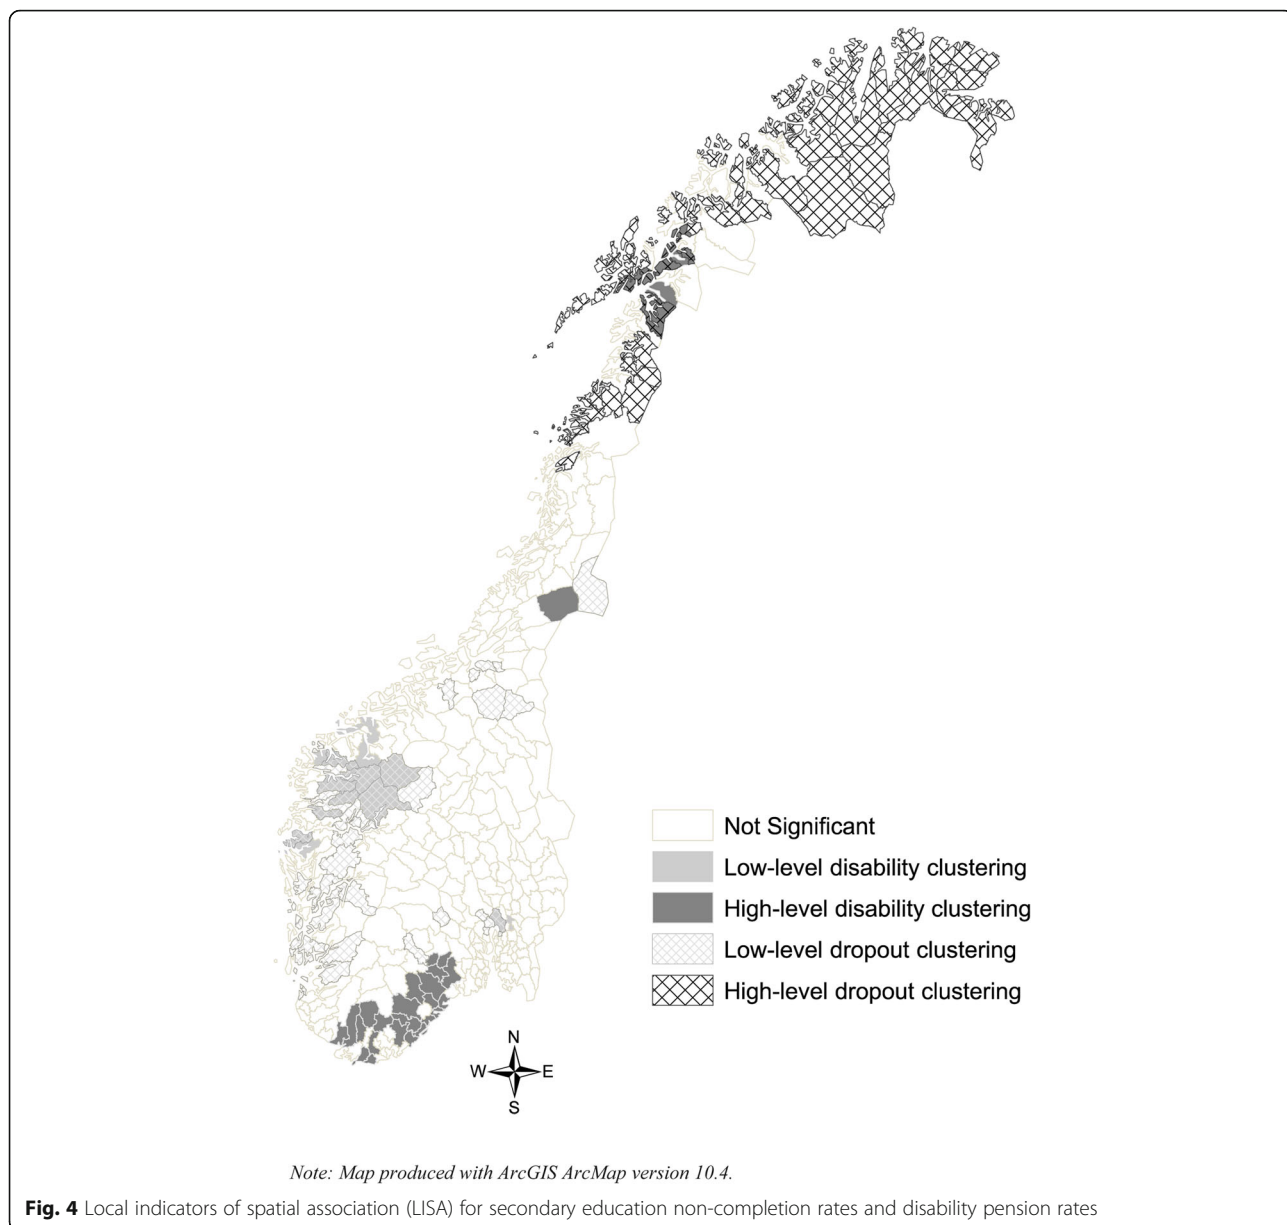 Not Significant
Low-level disability clustering
High-level disability clustering
Low-level dropout clustering
High-level dropout clustering
N
W E
S
Note: Map produced with ArcGIS ArcMap version 10.4.
Fig. 4 Local indicators of spatial association (LISA) for secondary education non-completion rates and disability pension rates